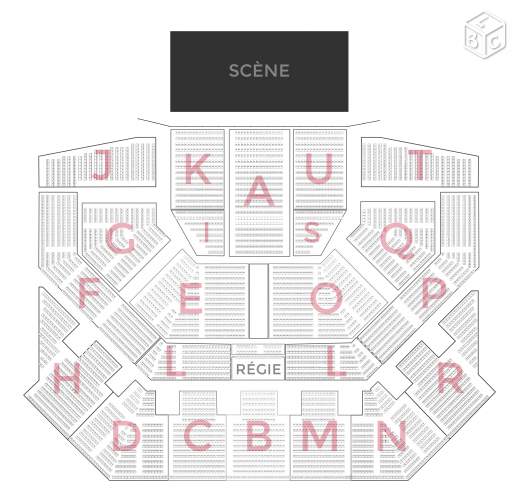 L
B C
SCÈNE
J K A U T
G I S Q
F E O P
L RÉGIE L
H R
D C B M N